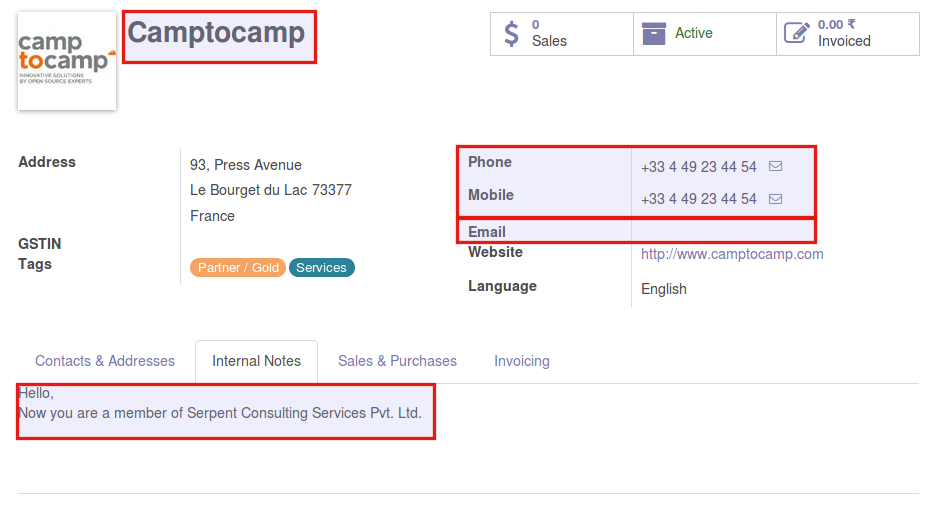 camp
tocamp
INNOVATIVE SOLUTIONS
BY OPEN SOURCE EXPERTS
Camptocamp
0
Sales
Active
0.00 ₹
Invoiced
Address
93, Press Avenue
Le Bourget du Lac 73377
France
GSTIN
Tags
Partner / Gold Services
Phone +33 4 49 23 44 54
Mobile +33 4 49 23 44 54
Email
Website http://www.camptocamp.com
Language English
Contacts & Addresses Internal Notes Sales & Purchases Invoicing
Hello,
Now you are a member of Serpent Consulting Services Pvt. Ltd.